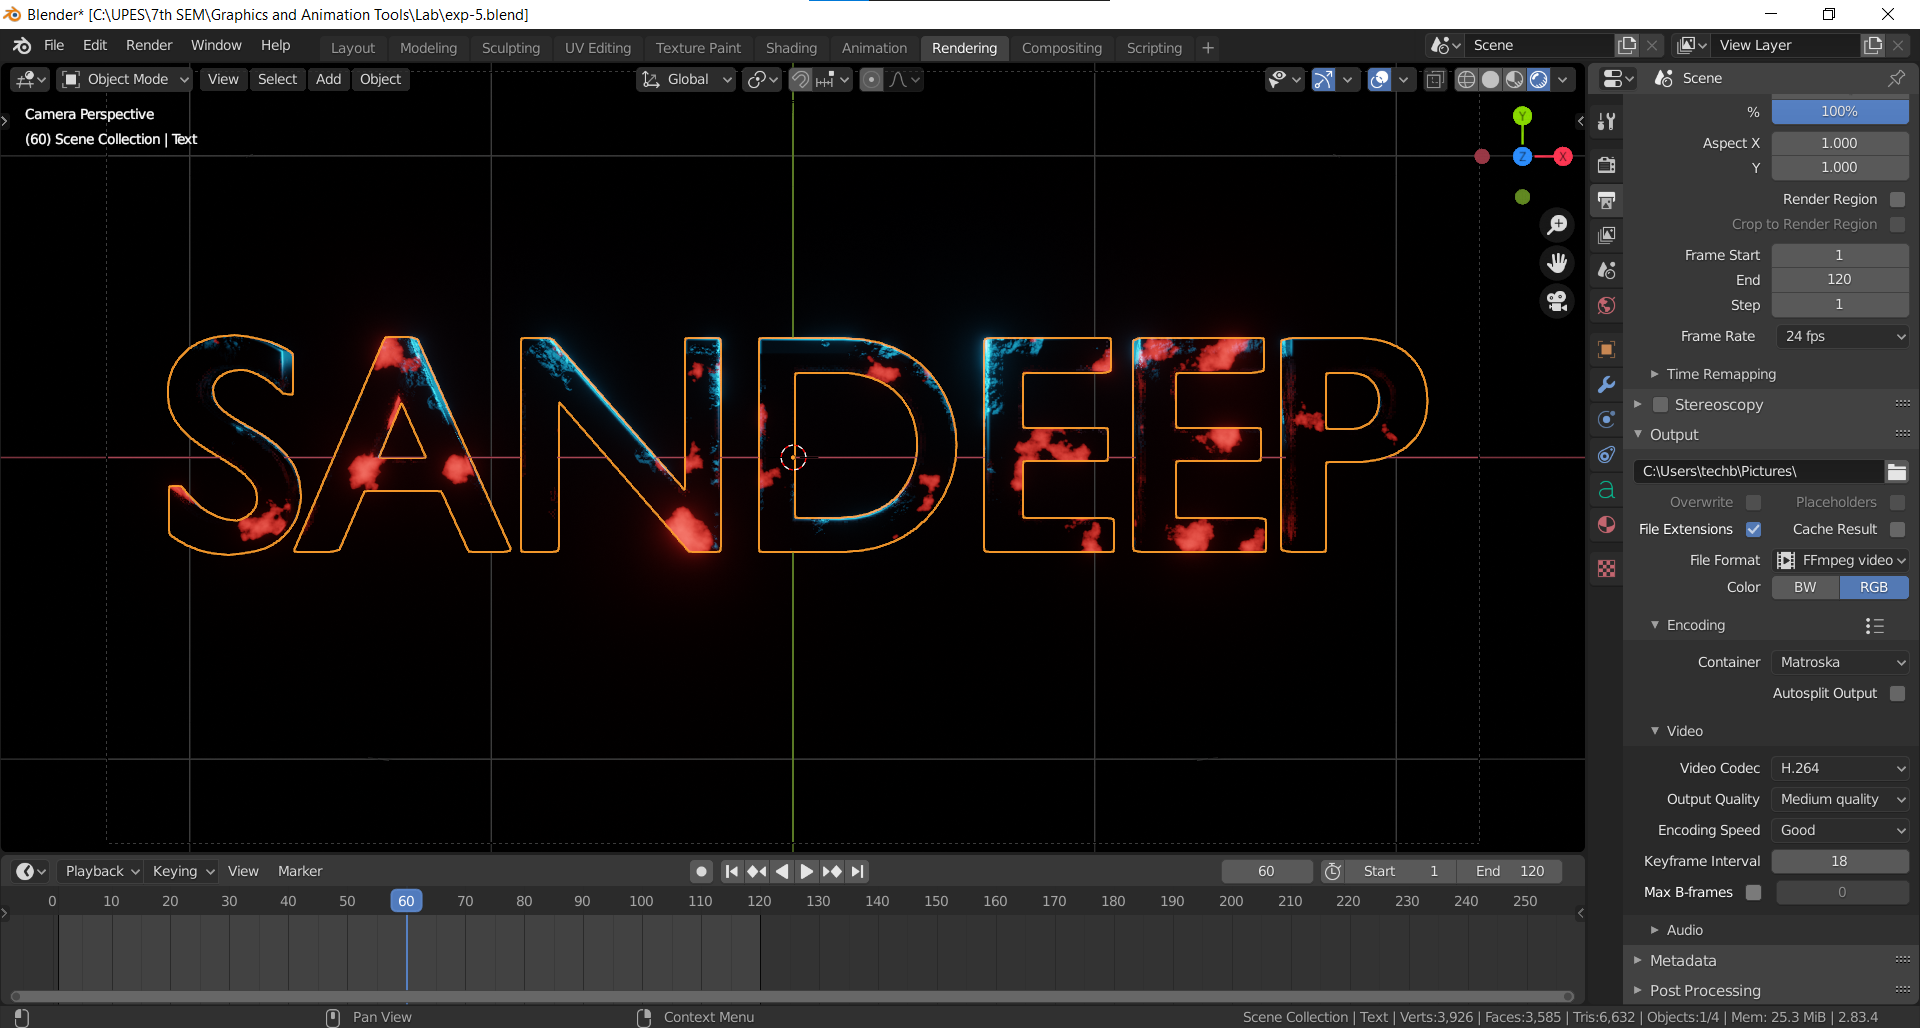 Blender* [C:\UPES\7th SEM\Graphics and Animation Tools\Lab\exp-5.blend]
File Edit Render Window Help Layout Modeling Sculpting UV Editing Texture Paint Shading Animation Rendering Compositing Scripting + Scene View Layer
Object Mode View Select Add Object Global
Scene
Camera Perspective
(60) Scene Collection | Text
Y
Z
X
SANDEEP
% 100%
Aspect X 1.000
Y 1.000
Render Region
Crop to Render Region
Frame Start 1
End 120
Step 1
Frame Rate 24 fps
Time Remapping
Stereoscopy
Output
C:\Users\techb\Pictures\
Overwrite Placeholders
File Extensions Cache Result
File Format FFmpeg video
Color BW RGB
Encoding
Container Matroska
Autosplit Output
Video
Video Codec H.264
Output Quality Medium quality
Encoding Speed Good
Keyframe Interval 18
Max B-frames 0
Audio
Metadata
Post Processing
Playback Keying View Marker 60 Start 1 End 120
0 10 20 30 40 50 60 70 80 90 100 110 120 130 140 150 160 170 180 190 200 210 220 230 240 250
Pan View Context Menu Scene Collection | Text | Verts:3,926 | Faces:3,585 | Tris:6,632 | Objects:1/4 | Mem: 25.3 MiB | 2.83.4